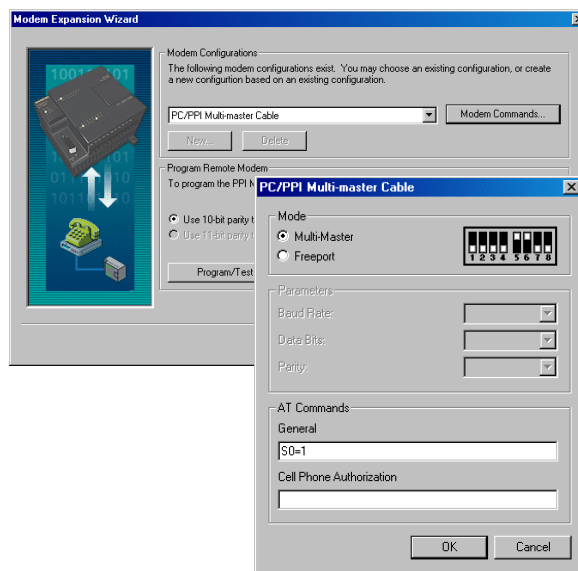 Modem Expansion Wizard
Modem Configurations
The following modem configurations exist. You may choose an existing configuration, or create
a new configurtion based on an existing configuration.
PC/PPI Multi-master Cable
Modem Commands...
New...
Delete
Program Remote Modem
To program the PPI M
Use 10-bit parity t
Use 11-bit parity t
Program/Test
PC/PPI Multi-master Cable
Mode
Multi-Master
Freeport
1 2 3 4 5 6 7 8
Parameters
Baud Rate:
Data Bits:
Parity:
AT Commands
General
S0=1
Cell Phone Authorization
OK
Cancel